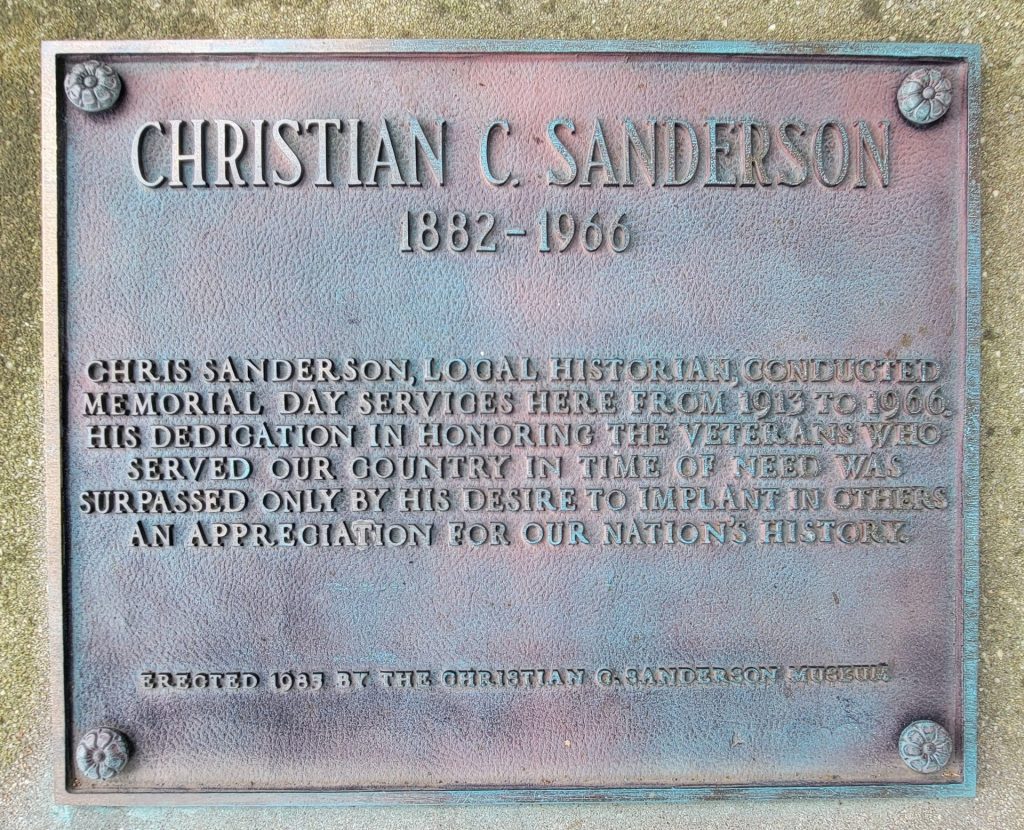 CHRISTIAN C. SANDERSON
1882-1966
CHRIS SANDERSON, LOCAL HISTORIAN, CONDUCTED
MEMORIAL DAY SERVICES HERE FROM 1913 TO 1966.
HIS DEDICATION IN HONORING THE VETERANS WHO
SERVED OUR COUNTRY IN TIME OF NEED WAS
SURPASSED ONLY BY HIS DESIRE TO IMPLANT IN OTHERS
AN APPRECIATION FOR OUR NATION'S HISTORY.
ERECTED 1985 BY THE CHRISTIAN C. SANDERSON MUSEUM